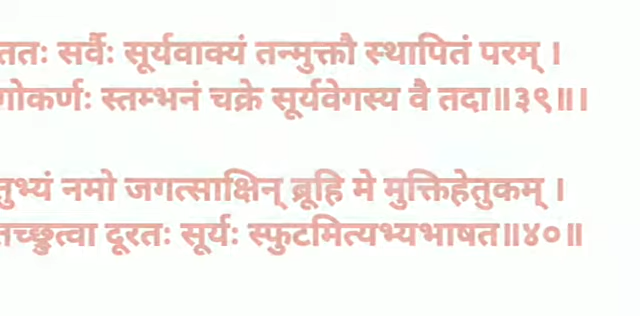 ततः सर्वैः सूर्यवाक्यं तन्मुक्तौ स्थापितं परम् ।
गोकर्णः स्तम्भनं चक्रे सूर्यवेगस्य वै तदा॥३९॥।
तुभ्यं नमो जगत्साक्षिन् ब्रूहि मे मुक्तिहेतुकम् ।
तच्छ्रुत्वा दूरतः सूर्यः स्फुटमित्यभ्यभाषत॥४०॥